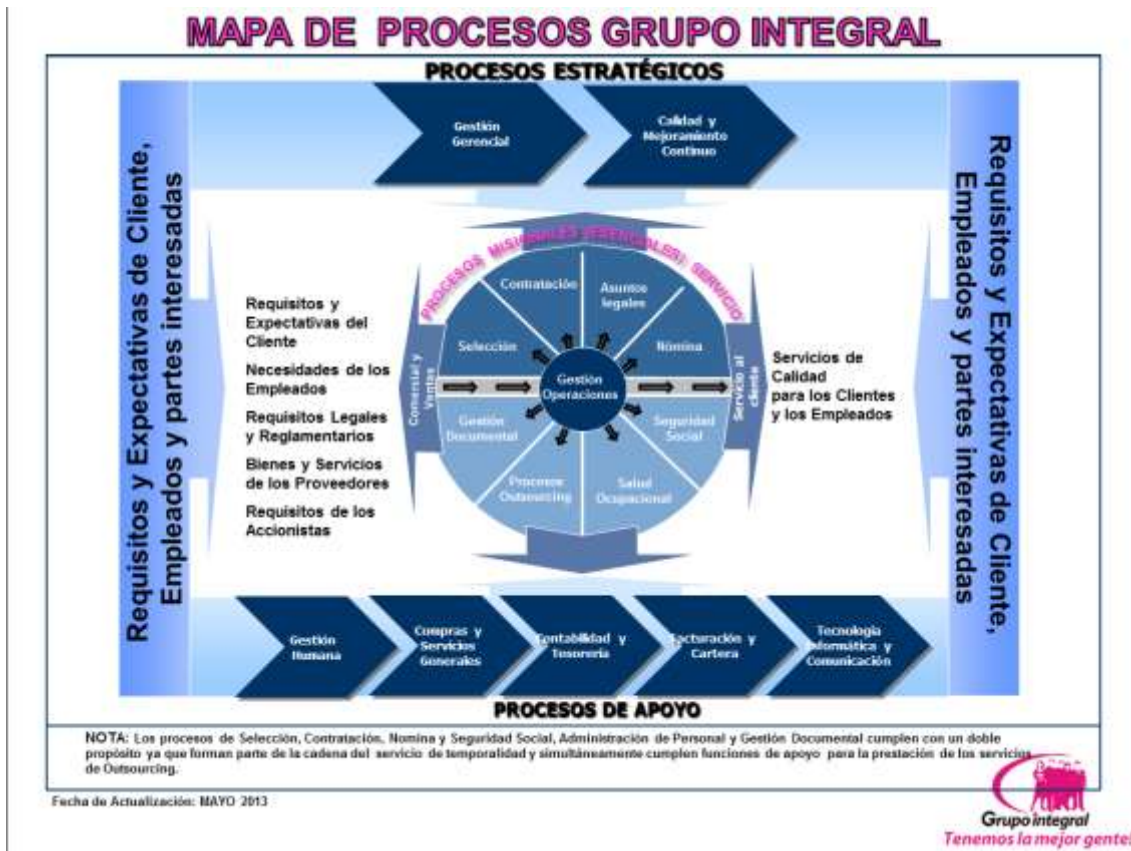 MAPA DE PROCESOS GRUPO INTEGRAL
PROCESOS ESTRATÉGICOS
Gestión
Gerencial
Calidad y
Mejoramiento
Continuo
Requisitos y Expectativas de Cliente,
Empleados y partes interesadas
Requisitos y
Expectativas del
Cliente
Necesidades de los
Empleados
Requisitos Legales
y Reglamentarios
Bienes y Servicios
de los Proveedores
Requisitos de los
Accionistas
Comercial y
Ventas
PROCESOS MISIONALES GERENCIALES: SERVICIO
Contratación
Asuntos
legales
Selección
Nómina
Gestión
Operaciones
Gestión
Documental
Seguridad
Social
Procesos
Outsourcing
Salud
Ocupacional
Servicio al
cliente
Servicios de
Calidad
para los Clientes
y los Empleados
Requisitos y Expectativas de Cliente,
Empleados y partes interesadas
Gestión
Humana
Compras y
Servicios
Generales
Contabilidad y
Tesorería
Facturación y
Cartera
Tecnología
Informática y
Comunicación
PROCESOS DE APOYO
NOTA: Los procesos de Selección, Contratación, Nomina y Seguridad Social, Administración de Personal y Gestión Documental cumplen con un doble
propósito ya que forman parte de la cadena del servicio de temporalidad y simultáneamente cumplen funciones de apoyo para la prestación de los servicios
de Outsourcing.
Fecha de Actualización: MAYO 2013
Grupo integral
Tenemos la mejor gente!